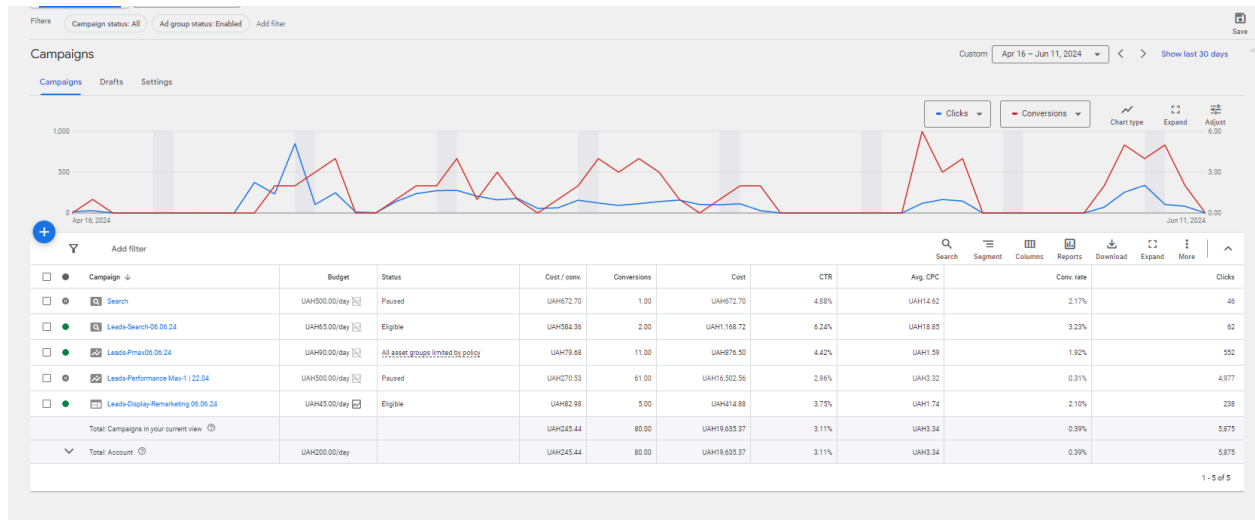 Filters Campaign status: All Ad group status: Enabled Add filter
Save
Campaigns Custom Apr 16 – Jun 11, 2024 Show last 30 days
Campaigns Drafts Settings
Clicks Conversions Chart type Expand Adjust
1,000 6.00
500 3.00
0 0.00
Apr 16, 2024 Jun 11, 2024
Add filter Search Segment Columns Reports Download Expand More
Campaign Budget Status Cost / conv. Conversions Cost CTR Avg. CPC Conv. rate Clicks
Search UAH500.00/day Paused UAH672.70 1.00 UAH672.70 4.88% UAH14.62 2.17% 46
Leads-Search-06.06.24 UAH65.00/day Eligible UAH584.36 2.00 UAH1,168.72 6.24% UAH18.85 3.23% 62
Leads-Pmax06.06.24 UAH90.00/day All asset groups limited by policy UAH79.68 11.00 UAH876.50 4.42% UAH1.59 1.92% 552
Leads-Performance Max-1 | 22.04 UAH500.00/day Paused UAH270.53 61.00 UAH16,502.56 2.96% UAH3.32 0.31% 4,977
Leads-Display-Remarketing 06.06.24 UAH45.00/day Eligible UAH82.98 5.00 UAH414.88 3.75% UAH1.74 2.10% 238
Total: Campaigns in your current view UAH245.44 80.00 UAH19,635.37 3.11% UAH3.34 0.39% 5,875
Total: Account UAH200.00/day UAH245.44 80.00 UAH19,635.37 3.11% UAH3.34 0.39% 5,875
1 - 5 of 5